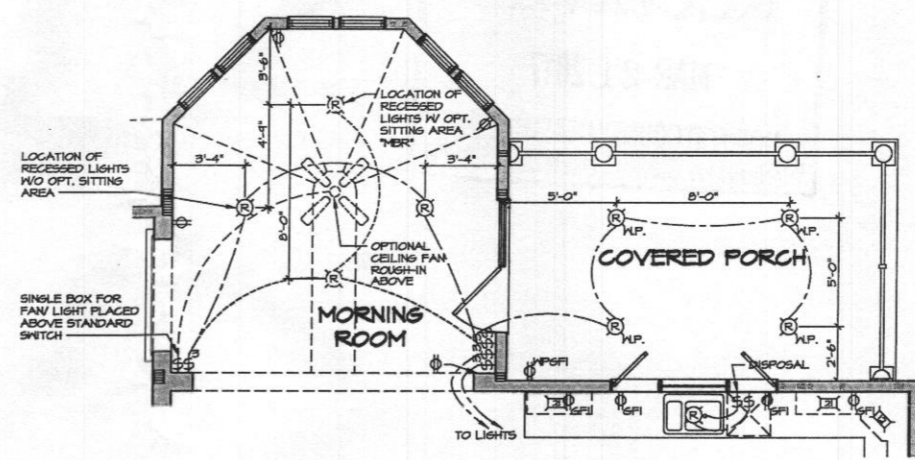 3'-6"
4'-4"
8'-0"
LOCATION OF
RECESSED
LIGHTS W/ OPT.
SITTING AREA
"MBR"
R
LOCATION OF
RECESSED LIGHTS
W/O OPT. SITTING
AREA
3'-4"
3'-4"
R
R
R
OPTIONAL
CEILING FAN
ROUGH-IN
ABOVE
MORNING
ROOM
SINGLE BOX FOR
FAN/ LIGHT PLACED
ABOVE STANDARD
SWITCH
3
$$
5'-0"
8'-0"
R
W.P.
R
W.P.
COVERED PORCH
5'-0"
R
W.P.
R
W.P.
2'-6"
WPGFI
DISPOSAL
GFI
GFI
R
$$
GFI
GFI
TO LIGHTS